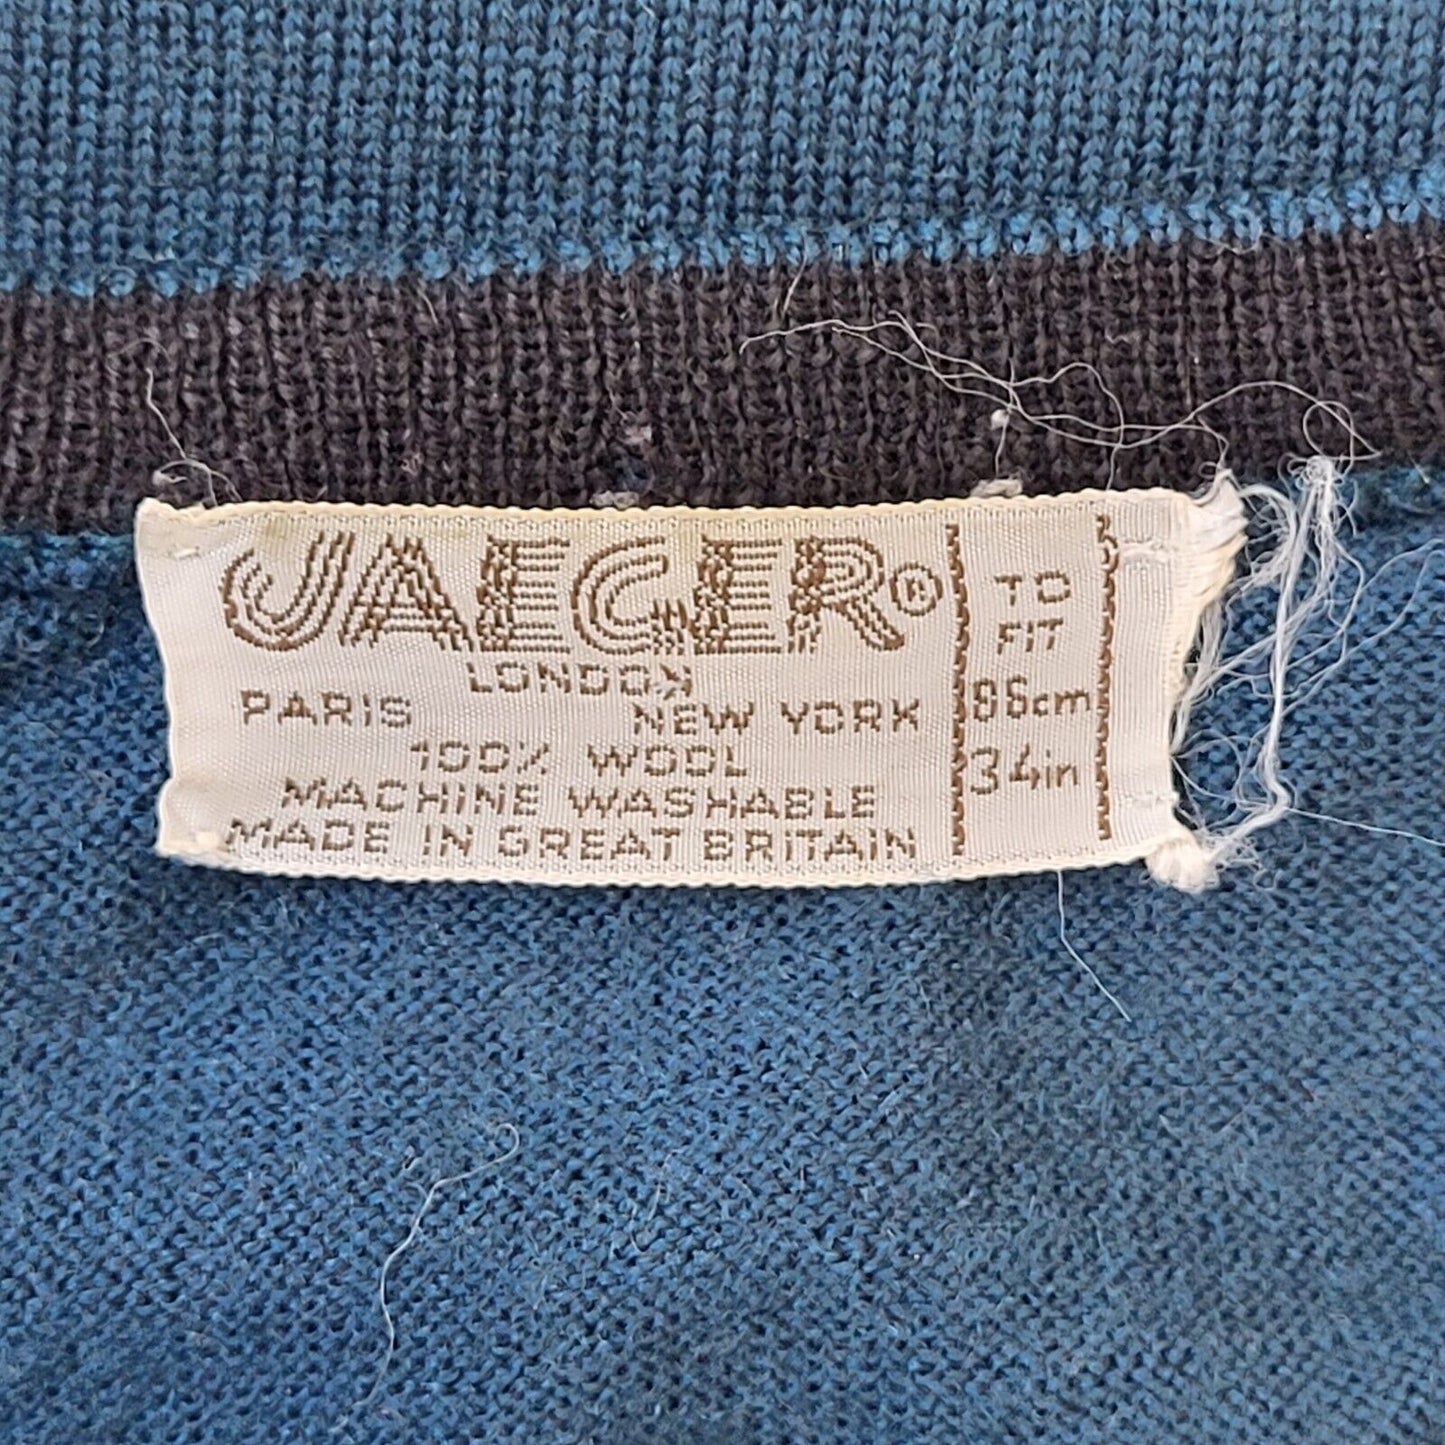 JAEGER®
LONDON
PARIS NEW YORK
100% WOOL
MACHINE WASHABLE
MADE IN GREAT BRITAIN
TO
FIT
86cm
34in